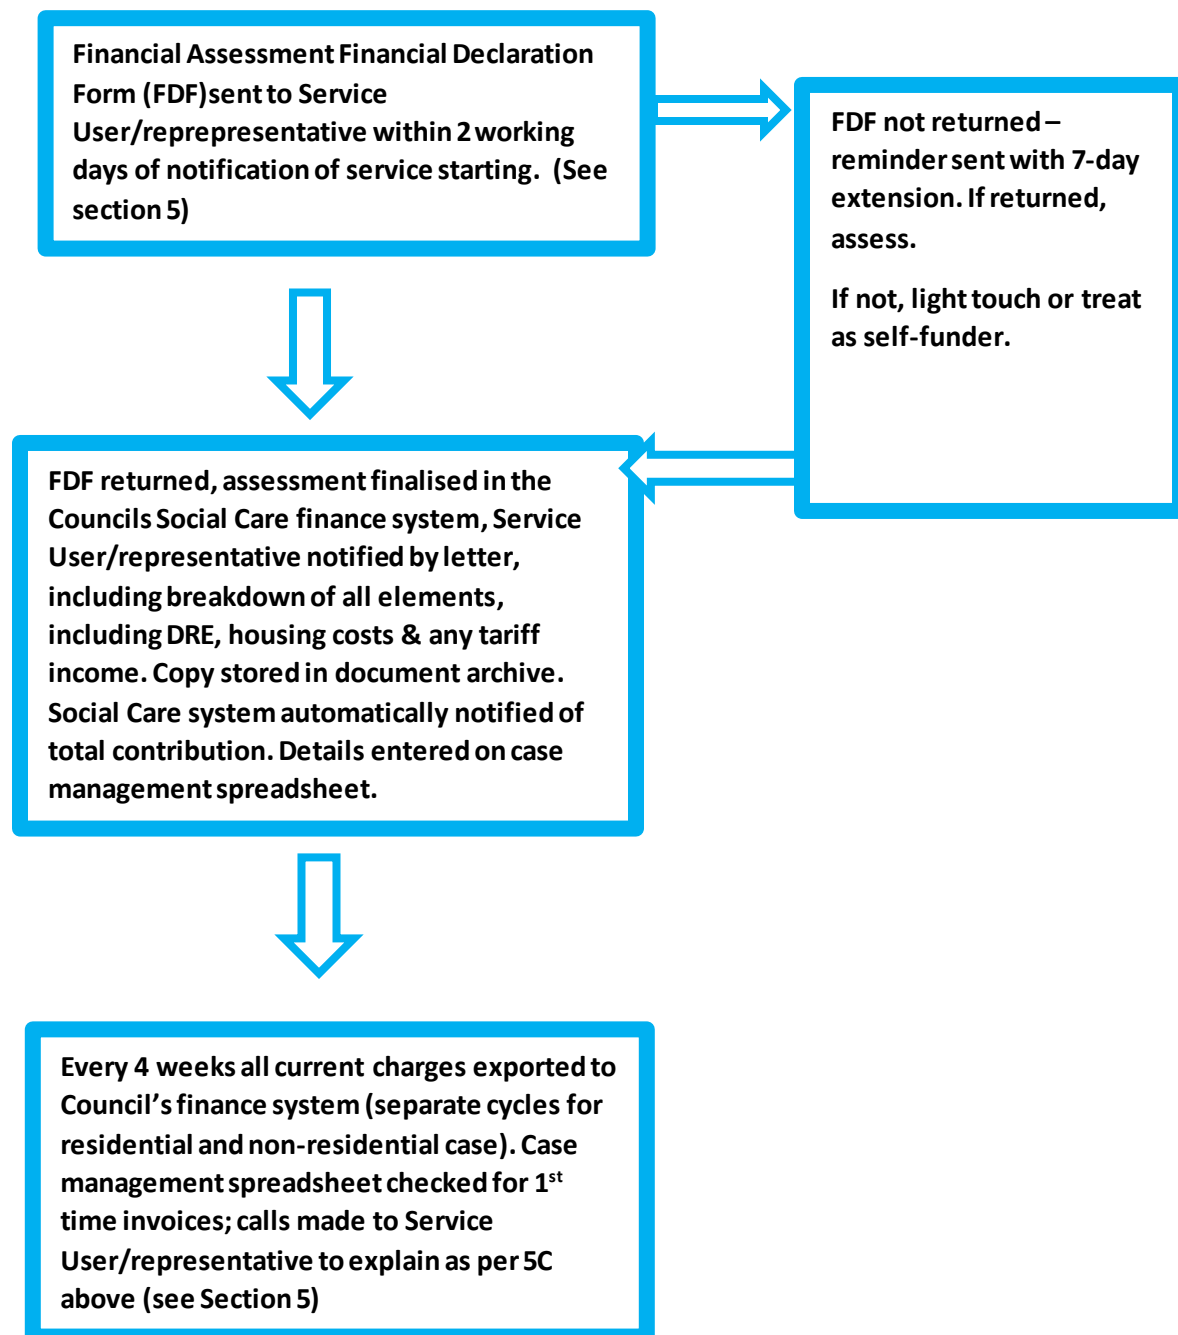 Financial Assessment Financial Declaration
Form (FDF)sent to Service
User/reprepresentative within 2 working
days of notification of service starting. (See
section 5)
FDF not returned –
reminder sent with 7-day
extension. If returned,
assess.
If not, light touch or treat
as self-funder.
FDF returned, assessment finalised in the
Councils Social Care finance system, Service
User/representative notified by letter,
including breakdown of all elements,
including DRE, housing costs & any tariff
income. Copy stored in document archive.
Social Care system automatically notified of
total contribution. Details entered on case
management spreadsheet.
Every 4 weeks all current charges exported to
Council’s finance system (separate cycles for
residential and non-residential case). Case
management spreadsheet checked for 1st
time invoices; calls made to Service
User/representative to explain as per 5C
above (see Section 5)